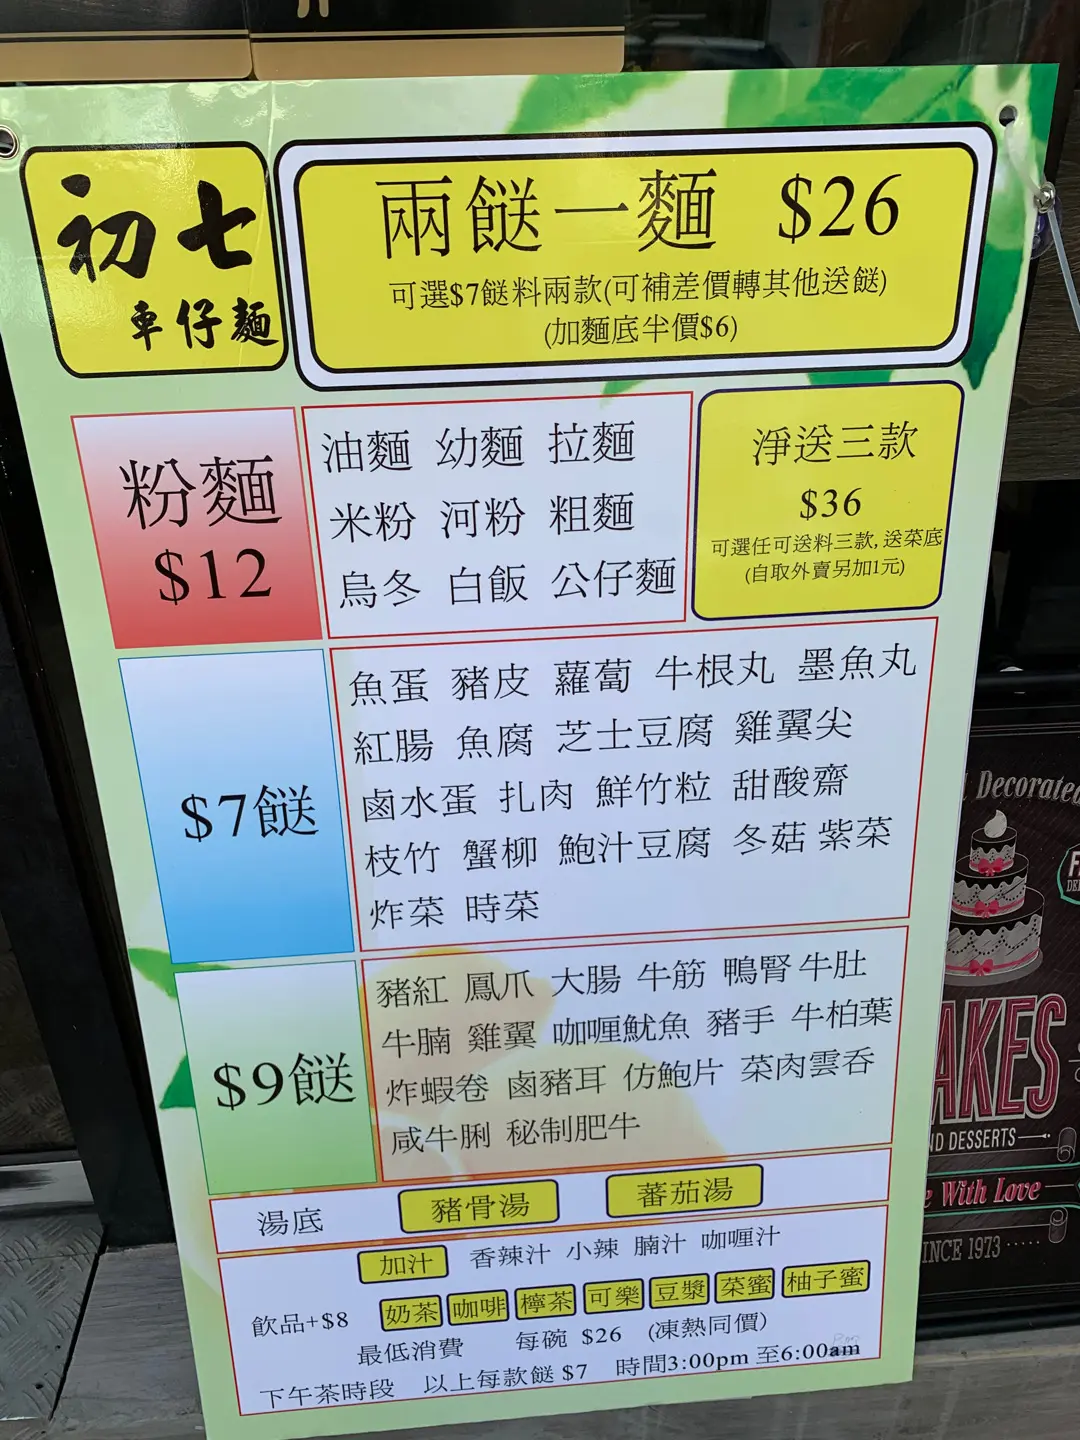 初七
車仔麵
兩餸一麵 $26
可選$7餸料兩款(可補差價轉其他送餸)
(加麵底半價$6)
粉麵
$12
油麵 幼麵 拉麵
米粉 河粉 粗麵
烏冬 白飯 公仔麵
淨送三款
$36
可選任可送料三款, 送菜底
(自取外賣另加1元)
$7餸
魚蛋 豬皮 蘿蔔 牛根丸 墨魚丸
紅腸 魚腐 芝士豆腐 雞翼尖
鹵水蛋 扎肉 鮮竹粒 甜酸齋
枝竹 蟹柳 鮑汁豆腐 冬菇 紫菜
炸菜 時菜
$9餸
豬紅 鳳爪 大腸 牛筋 鴨腎 牛肚
牛腩 雞翼 咖喱魷魚 豬手 牛柏葉
炸蝦卷 鹵豬耳 仿鮑片 菜肉雲吞
咸牛脷 秘制肥牛
湯底 豬骨湯 蕃茄湯
加汁 香辣汁 小辣 腩汁 咖喱汁
飲品+$8 奶茶 咖啡 檸茶 可樂 豆漿 菜蜜 柚子蜜
最低消費 每碗 $26 (凍熱同價)
下午茶時段 以上每款餸 $7 時間3:00pm 至6:00am
Decorated
AKES
ND DESSERTS
e With Love
INCE 1973